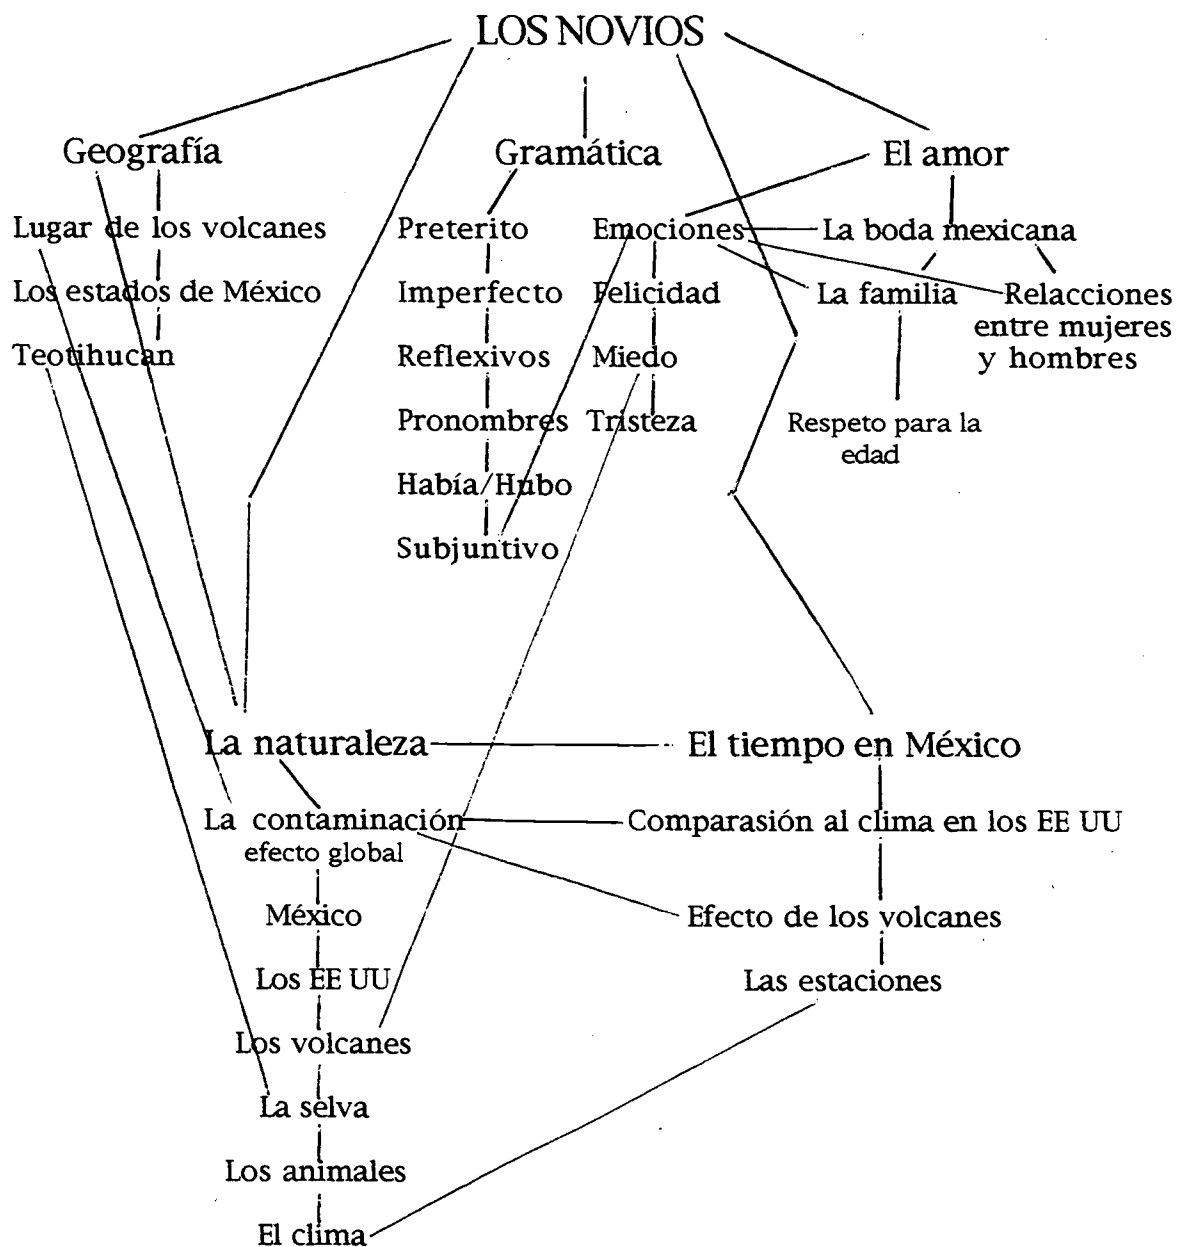 LOS NOVIOS
Geografía
Gramática
El amor
Lugar de los volcanes
Preterito
Emociones
La boda mexicana
Los estados de México
Imperfecto
Felicidad
La familia
Relacciones
entre mujeres
y hombres
Teotihucan
Reflexivos
Miedo
Pronombres
Tristeza
Respeto para la
edad
Había/Hubo
Subjuntivo
La naturaleza
El tiempo en México
La contaminación
efecto global
Comparasión al clima en los EE UU
México
Efecto de los volcanes
Los EE UU
Las estaciones
Los volcanes
La selva
Los animales
El clima